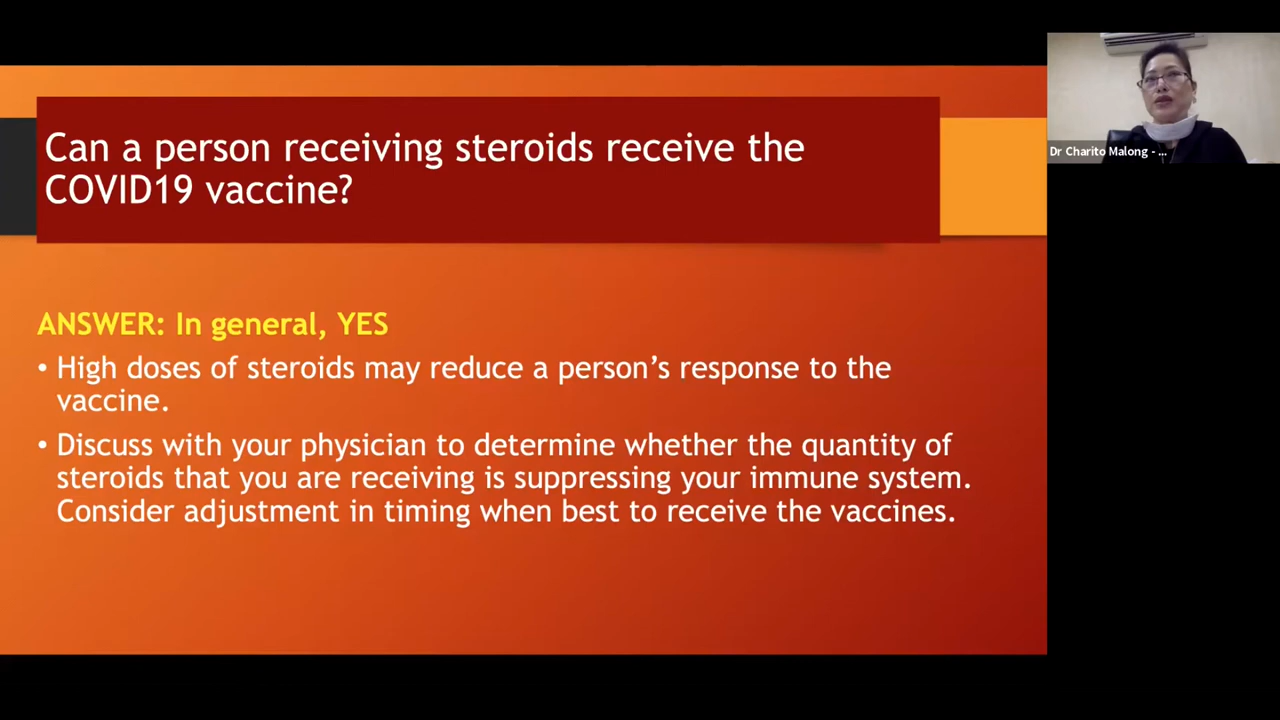 Can a person receiving steroids receive the
COVID19 vaccine?
Dr Charito Malong - ...
ANSWER: In general, YES
• High doses of steroids may reduce a person’s response to the
vaccine.
• Discuss with your physician to determine whether the quantity of
steroids that you are receiving is suppressing your immune system.
Consider adjustment in timing when best to receive the vaccines.